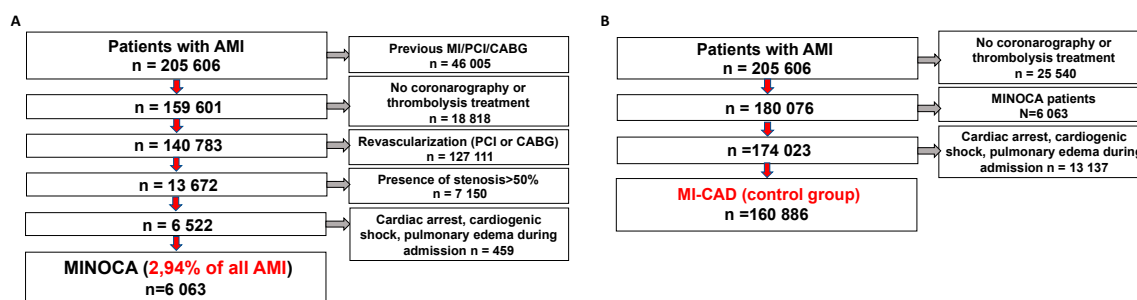 A
Patients with AMI
n = 205 606
Previous MI/PCI/CABG
n = 46 005
n = 159 601
No coronarography or
thrombolysis treatment
n = 18 818
n = 140 783
Revascularization (PCI or CABG)
n = 127 111
n = 13 672
Presence of stenosis>50%
n = 7 150
n = 6 522
Cardiac arrest, cardiogenic
shock, pulmonary edema during
admission n = 459
MINOCA (2,94% of all AMI)
n=6 063
B
Patients with AMI
n = 205 606
No coronarography or
thrombolysis treatment
n = 25 540
n = 180 076
MINOCA patients
N=6 063
n =174 023
Cardiac arrest, cardiogenic
shock, pulmonary edema during
admission n = 13 137
MI-CAD (control group)
n =160 886